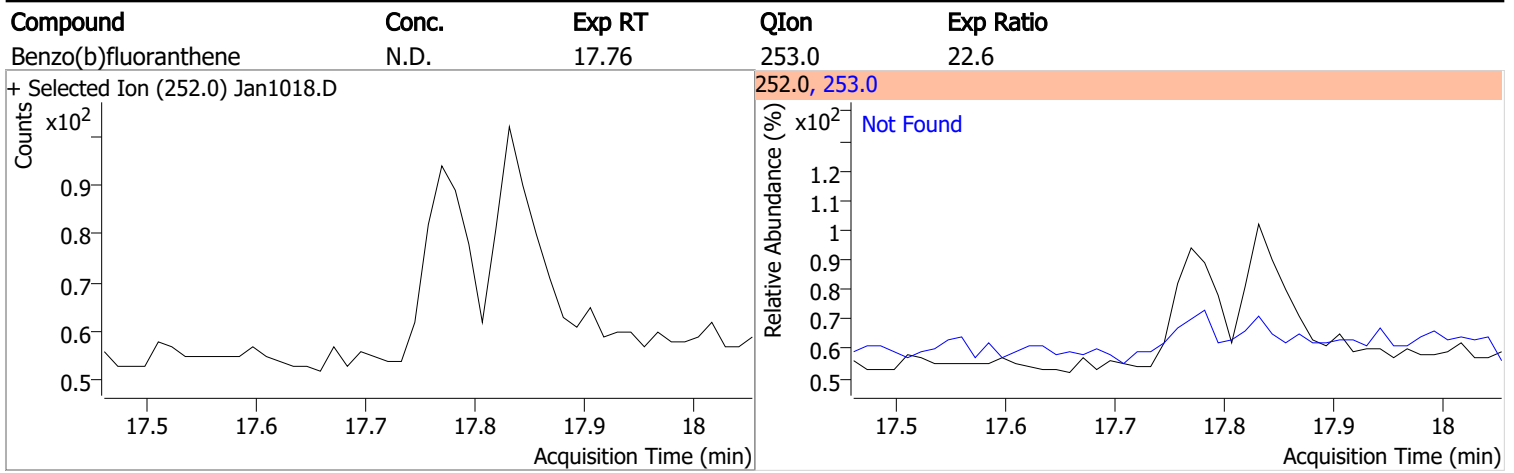 Compound Conc. Exp RT QIon Exp Ratio
Benzo(b)fluoranthene N.D. 17.76 253.0 22.6
+ Selected Ion (252.0) Jan1018.D
Counts
x10²
0.9
0.8
0.7
0.6
0.5
17.5 17.6 17.7 17.8 17.9 18
Acquisition Time (min)
252.0, 253.0
Relative Abundance (%)
x10²
Not Found
1.2
1.1
1
0.9
0.8
0.7
0.6
0.5
17.5 17.6 17.7 17.8 17.9 18
Acquisition Time (min)